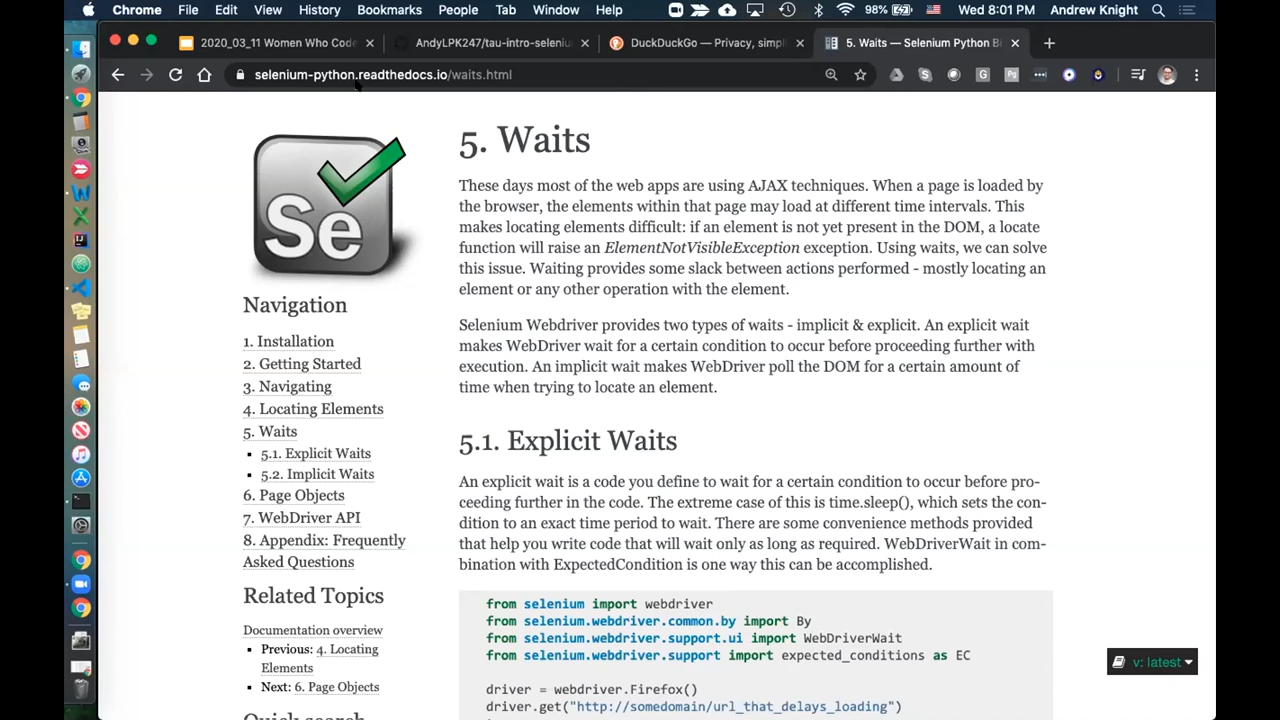 Chrome File Edit View History Bookmarks People Tab Window Help 98% Wed 8:01 PM Andrew Knight
2020_03_11 Women Who Code AndyLPK247/tau-intro-seleniu DuckDuckGo — Privacy, simp 5. Waits — Selenium Python Bi
selenium-python.readthedocs.io/waits.html
Se
Navigation
1. Installation
2. Getting Started
3. Navigating
4. Locating Elements
5. Waits
5.1. Explicit Waits
5.2. Implicit Waits
6. Page Objects
7. WebDriver API
8. Appendix: Frequently
Asked Questions
Related Topics
Documentation overview
Previous: 4. Locating
Elements
Next: 6. Page Objects
Quick search
5. Waits
These days most of the web apps are using AJAX techniques. When a page is loaded by
the browser, the elements within that page may load at different time intervals. This
makes locating elements difficult: if an element is not yet present in the DOM, a locate
function will raise an ElementNotVisibleException exception. Using waits, we can solve
this issue. Waiting provides some slack between actions performed - mostly locating an
element or any other operation with the element.
Selenium Webdriver provides two types of waits - implicit & explicit. An explicit wait
makes WebDriver wait for a certain condition to occur before proceeding further with
execution. An implicit wait makes WebDriver poll the DOM for a certain amount of
time when trying to locate an element.
5.1. Explicit Waits
An explicit wait is a code you define to wait for a certain condition to occur before pro-
ceeding further in the code. The extreme case of this is time.sleep(), which sets the con-
dition to an exact time period to wait. There are some convenience methods provided
that help you write code that will wait only as long as required. WebDriverWait in com-
bination with ExpectedCondition is one way this can be accomplished.
from selenium import webdriver
from selenium.webdriver.common.by import By
from selenium.webdriver.support.ui import WebDriverWait
from selenium.webdriver.support import expected_conditions as EC
driver = webdriver.Firefox()
driver.get("http://somedomain/url_that_delays_loading")
v: latest